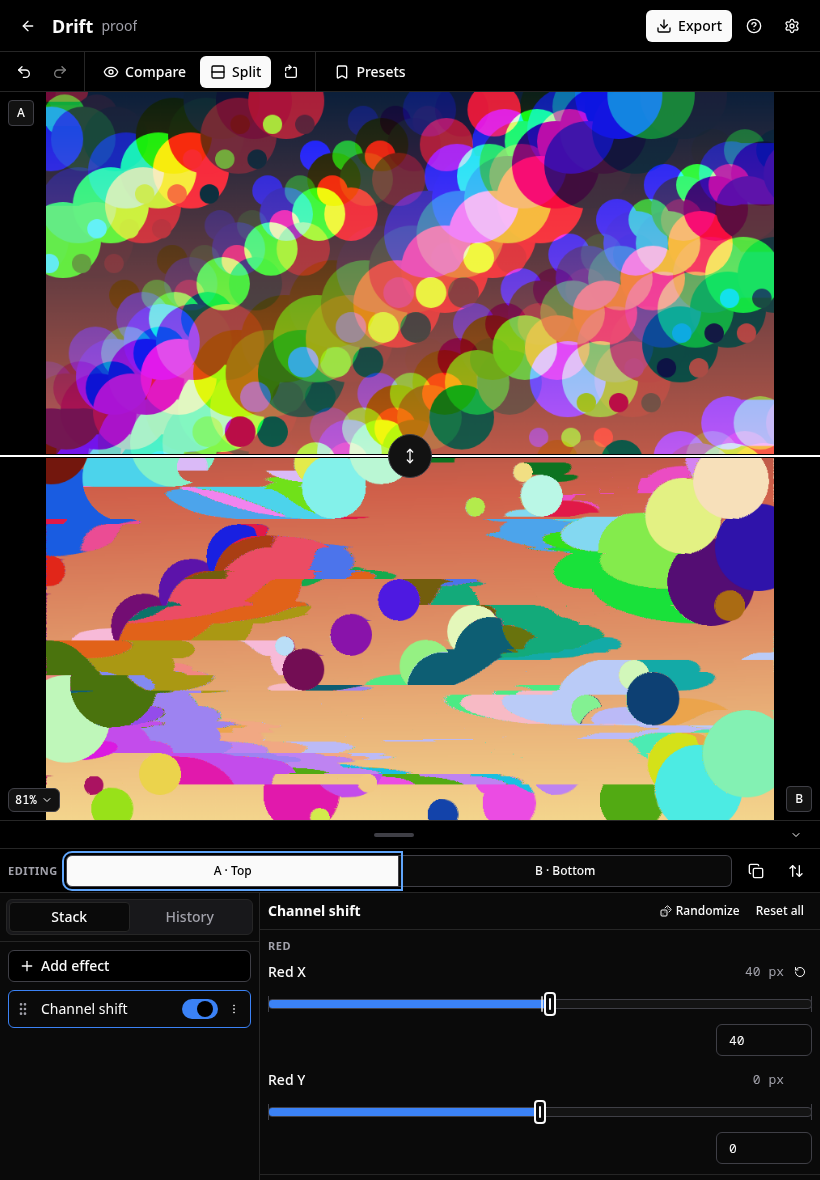 Drift proof
Export
Compare
Split
Presets
A
81%
B
EDITING
A · Top
B · Bottom
Stack
History
Channel shift
Randomize
Reset all
Add effect
Channel shift
RED
Red X
40 px
40
Red Y
0 px
0